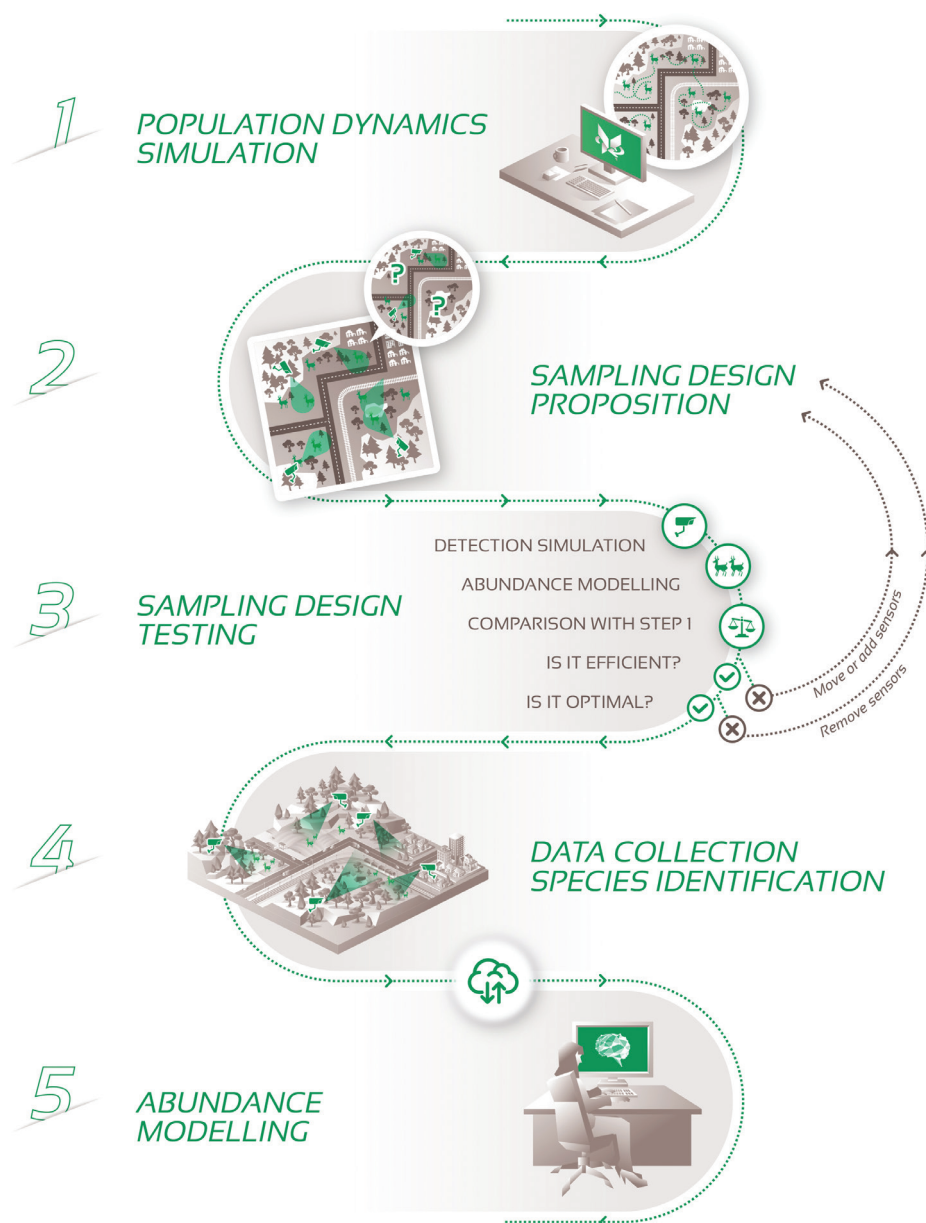 1
POPULATION DYNAMICS
SIMULATION
?
?
2
SAMPLING DESIGN
PROPOSITION
3
SAMPLING DESIGN
TESTING
DETECTION SIMULATION
ABUNDANCE MODELLING
COMPARISON WITH STEP 1
IS IT EFFICIENT?
IS IT OPTIMAL?
Move or add sensors
Remove sensors
4
DATA COLLECTION
SPECIES IDENTIFICATION
5
ABUNDANCE
MODELLING